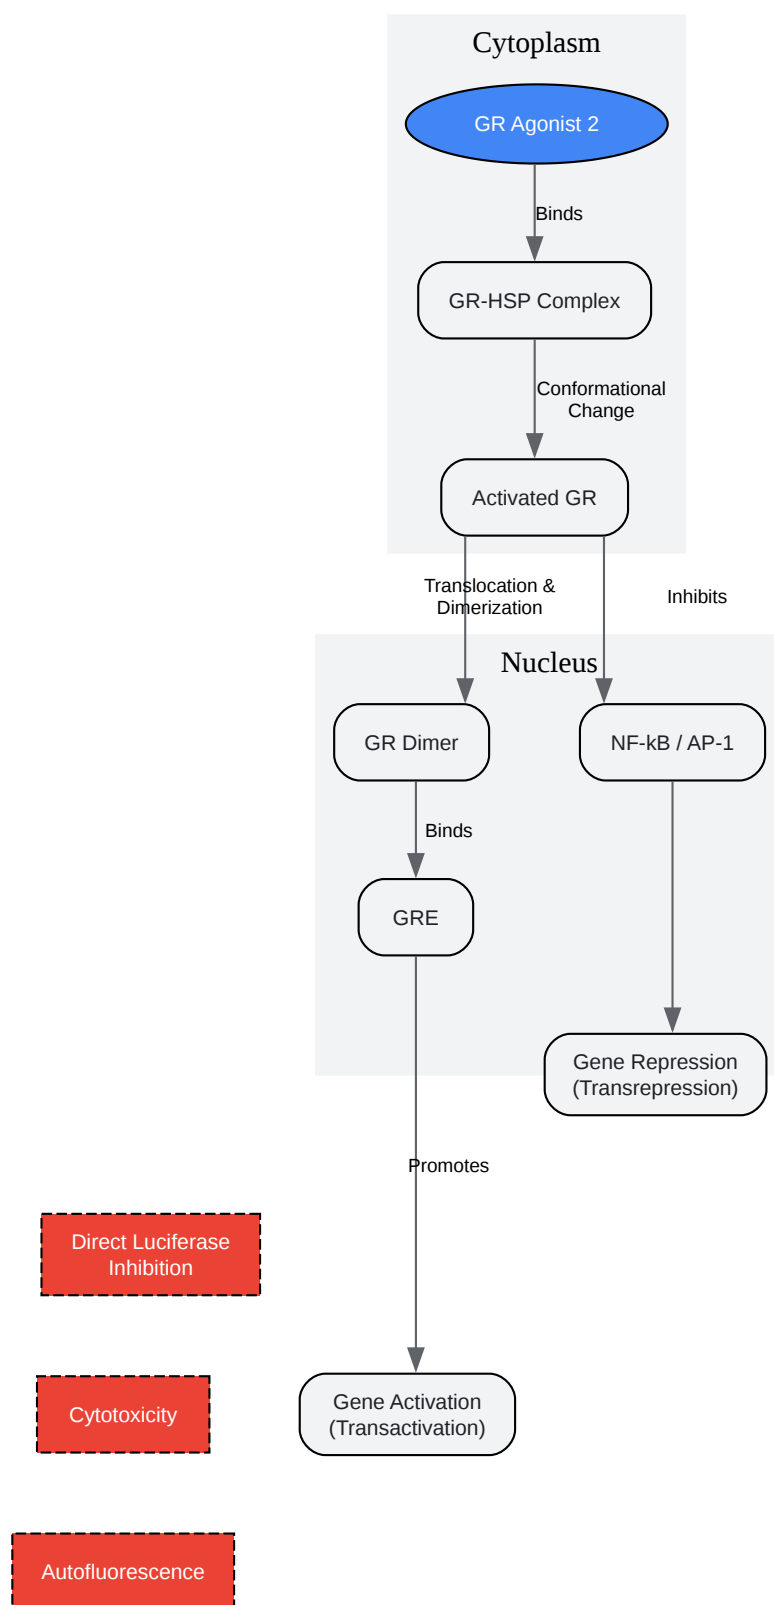 Cytoplasm
GR Agonist 2
Binds
GR-HSP Complex
Conformational
Change
Activated GR
Translocation &
Dimerization
Inhibits
Nucleus
GR Dimer
NF-kB / AP-1
Binds
GRE
Gene Repression
(Transrepression)
Promotes
Direct Luciferase
Inhibition
Gene Activation
(Transactivation)
Cytotoxicity
Autofluorescence